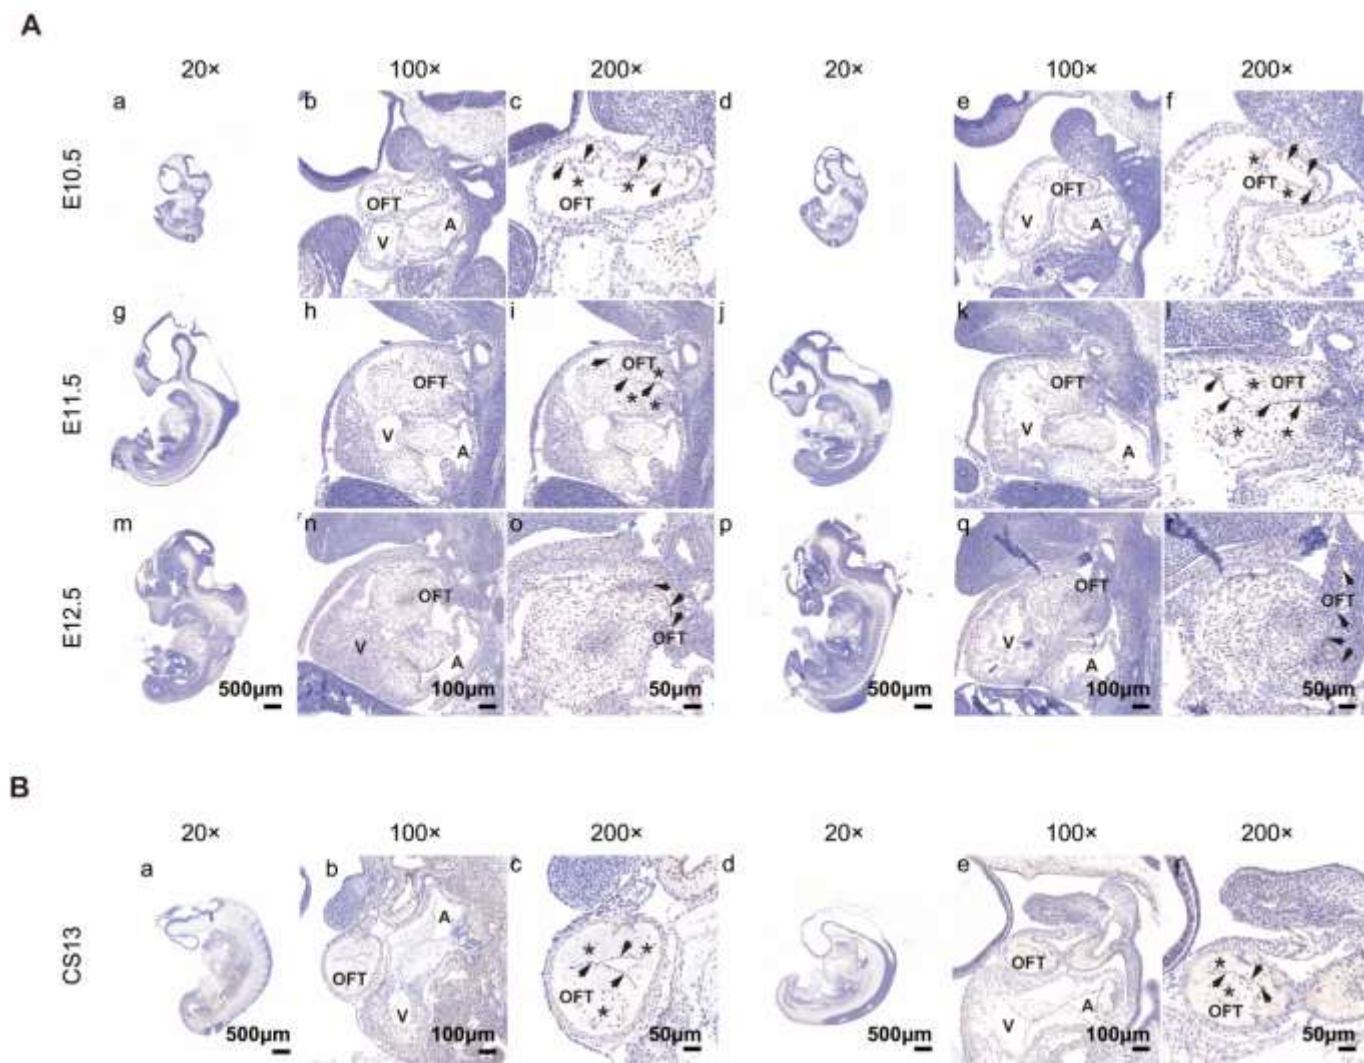 A
20× 100× 200× 20× 100× 200×
E10.5
a b c d e f
OFT V A
OFT * *
OFT V A
OFT * *
E11.5
g h i j k l
OFT V A
OFT * * *
OFT V A
OFT * * *
E12.5
m n o p q
OFT V A
OFT
OFT V A
OFT
500μm 100μm 50μm 500μm 100μm 50μm
B
20× 100× 200× 20× 100× 200×
CS13
a b c d e f
A OFT V
* * OFT *
OFT A V
* * OFT
500μm 100μm 50μm 500μm 100μm 50μm